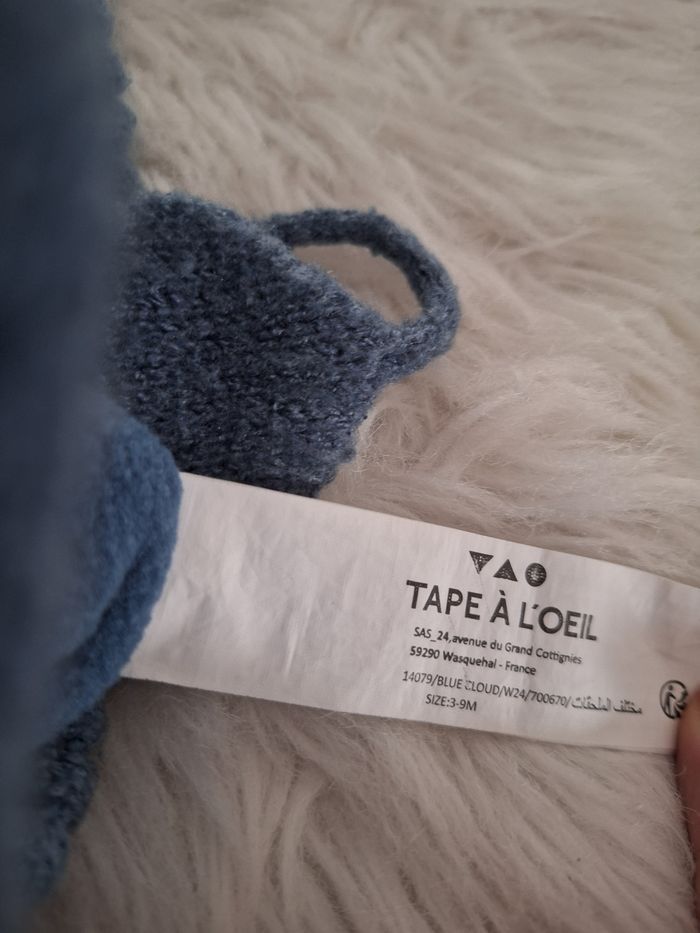 TAPE À L'OEIL
SAS_24,avenue du Grand Cottignies
59290 Wasquehal - France
14079/BLUE CLOUD/W24/700670/مختلف الملحقات
SIZE:3-9M